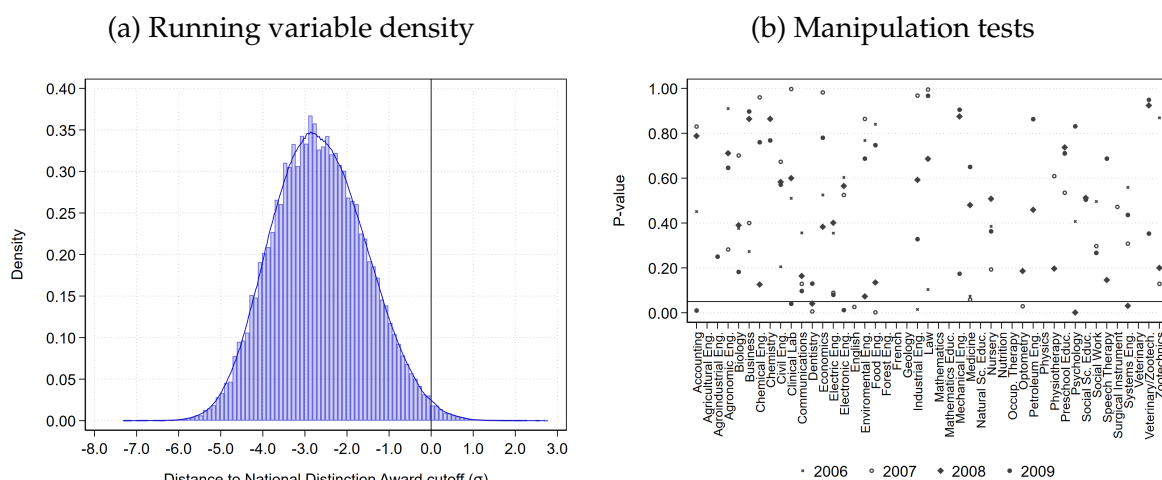 (a) Running variable density
(b) Manipulation tests
0.40
0.35
0.30
0.25
0.20
0.15
0.10
0.05
0.00
Density
-8.0 -7.0 -6.0 -5.0 -4.0 -3.0 -2.0 -1.0 0.0 1.0 2.0 3.0
Distance to National Distinction Award cutoff (σ)
1.00
0.80
0.60
0.40
0.20
0.00
P-value
Accounting
Agricultural Eng.
Agroindustrial Eng.
Agronomic Eng.
Biology
Business
Chemical Eng.
Chemistry
Civil Eng.
Clinical Lab
Communications
Dentistry
Economics
Electric Eng.
Electronic Eng.
English
Enviromental Eng.
Food Eng.
Forest Eng.
French
Geology
Industrial Eng.
Law
Mathematics
Mathematics Educ.
Mechanical Eng.
Medicine
Natural Sc. Educ.
Nursery
Nutrition
Occup. Therapy
Optometry
Petroleum Eng.
Physics
Physiotherapy
Preschool Educ.
Psychology
Social Sc. Educ.
Social Work
Speech Therapy
Surgical Instrument
Systems Eng.
Veterinary
Veterinary/Zootech.
Zootechnics
2006 2007 2008 2009